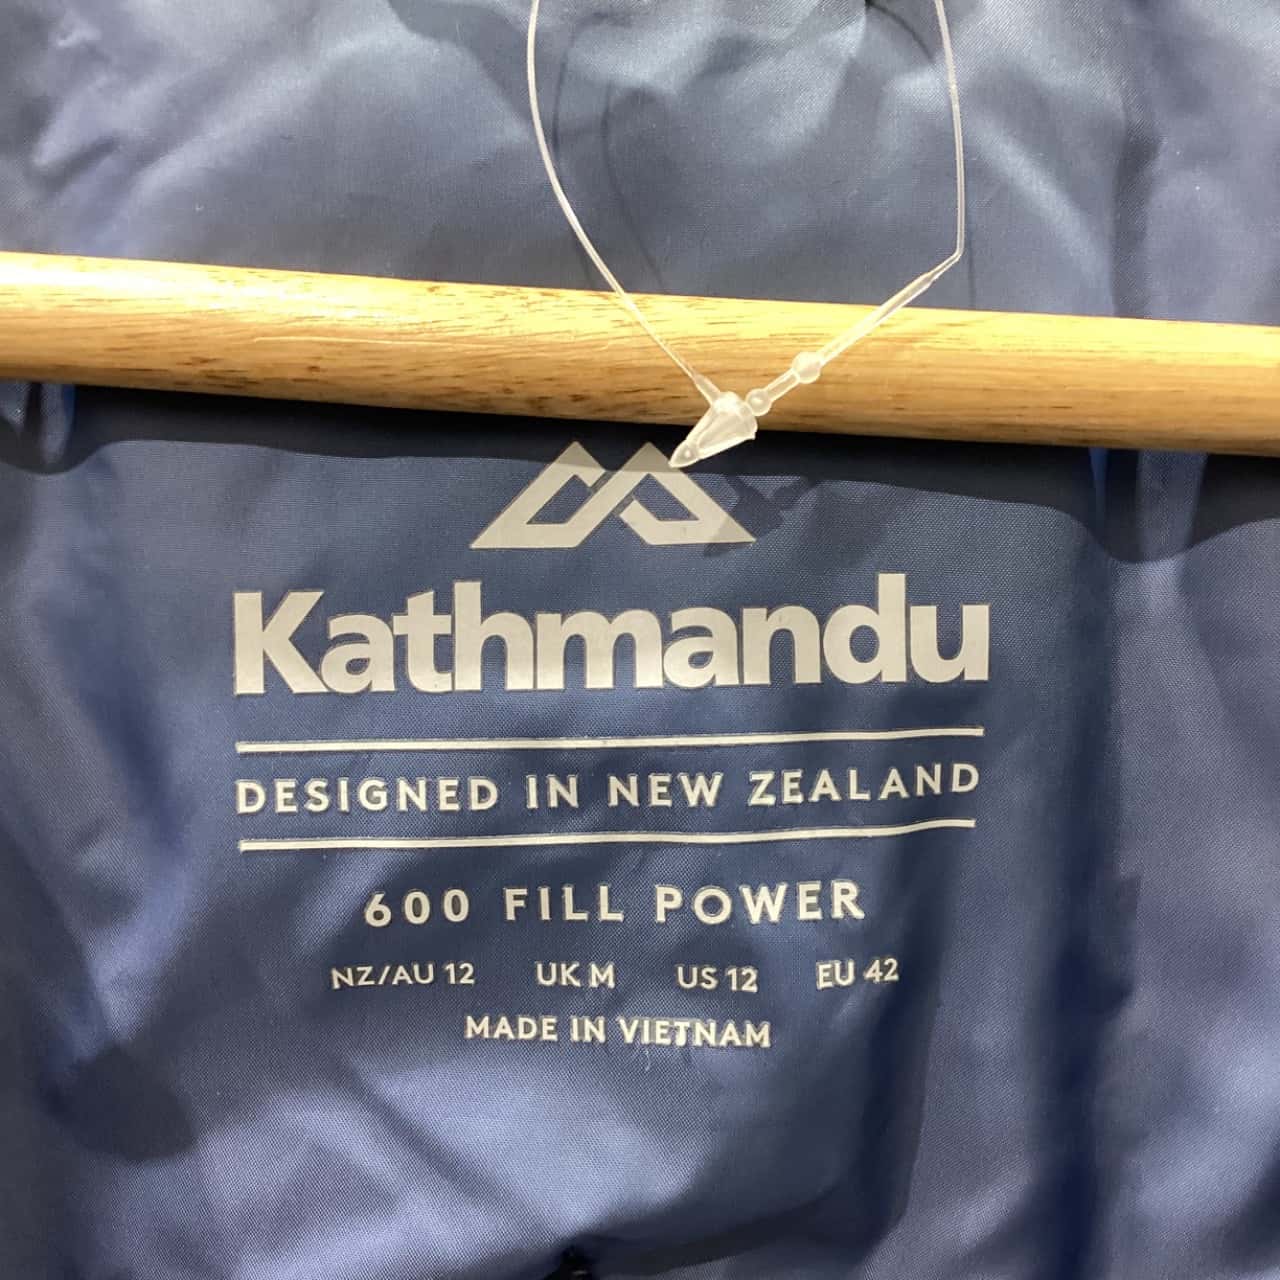 Kathmandu
DESIGNED IN NEW ZEALAND
600 FILL POWER
NZ/AU 12 UK M US 12 EU 42
MADE IN VIETNAM